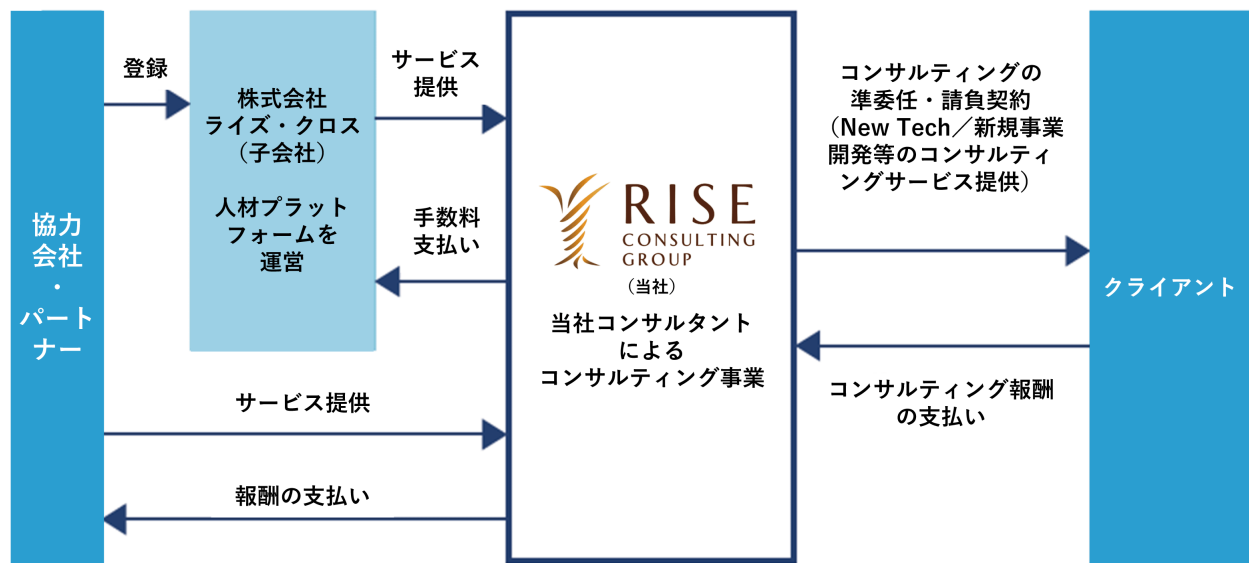 協力
会社
・
パート
ナー
登録
株式会社
ライズ・クロス
（子会社）
人材プラット
フォームを
運営
サービス
提供
手数料
支払い
サービス提供
報酬の支払い
RISE
CONSULTING
GROUP
（当社）
当社コンサルタント
による
コンサルティング事業
コンサルティングの
準委任・請負契約
（New Tech／新規事業
開発等のコンサルティ
ングサービス提供）
コンサルティング報酬
の支払い
クライアント